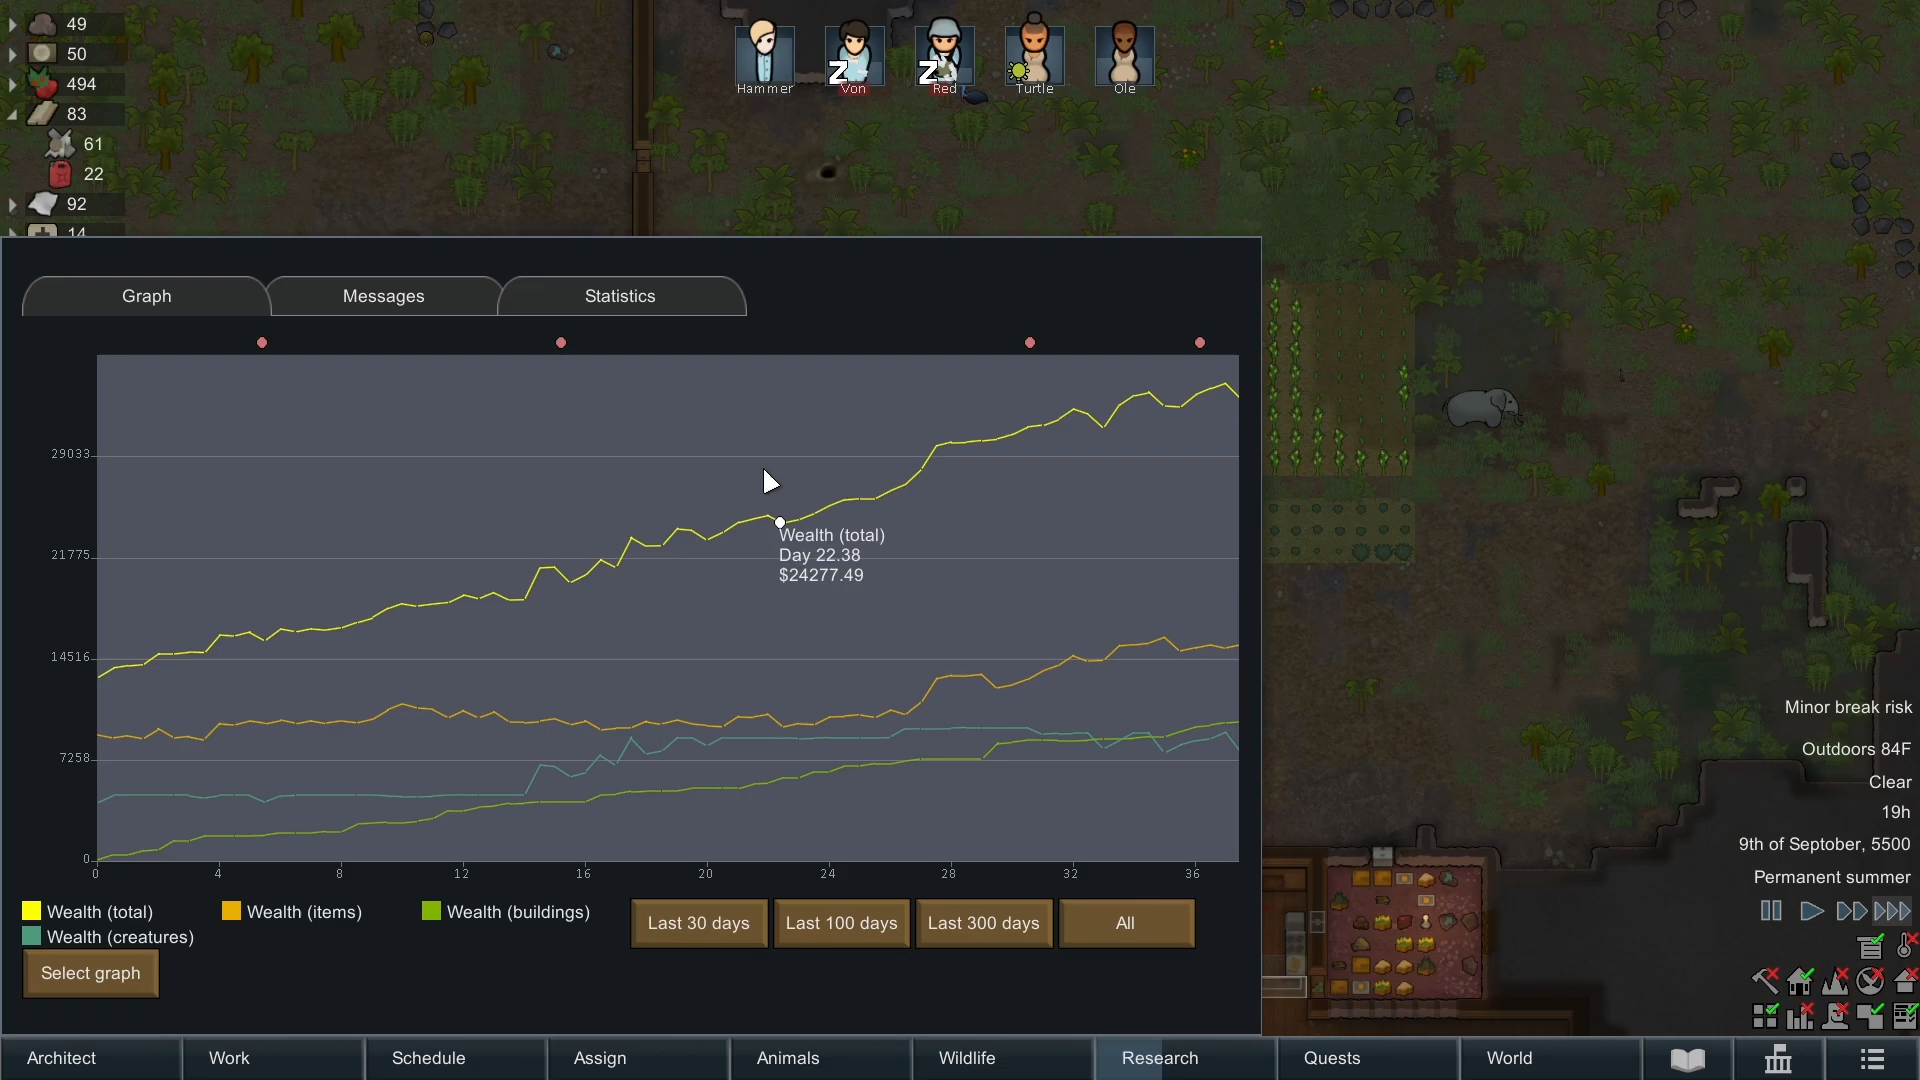 49
50
494
83
61
22
92
14
Hammer
Von
Red
Turtle
Ole
Graph
Messages
Statistics
29033
21775
14516
7258
0
Wealth (total)
Day 22.38
$24277.49
0
4
8
12
16
20
24
28
32
36
Wealth (total)
Wealth (items)
Wealth (buildings)
Wealth (creatures)
Last 30 days
Last 100 days
Last 300 days
All
Select graph
Minor break risk
Outdoors 84F
Clear
19h
9th of Septober, 5500
Permanent summer
Architect
Work
Schedule
Assign
Animals
Wildlife
Research
Quests
World